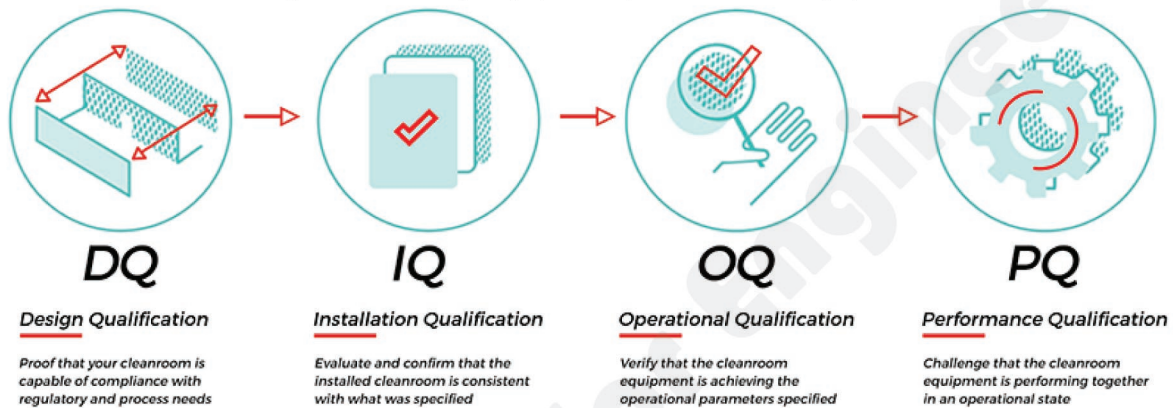 DQ
Design Qualification
Proof that your cleanroom is
capable of compliance with
regulatory and process needs
IQ
Installation Qualification
Evaluate and confirm that the
installed cleanroom is consistent
with what was specified
OQ
Operational Qualification
Verify that the cleanroom
equipment is achieving the
operational parameters specified
PQ
Performance Qualification
Challenge that the cleanroom
equipment is performing together
in an operational state